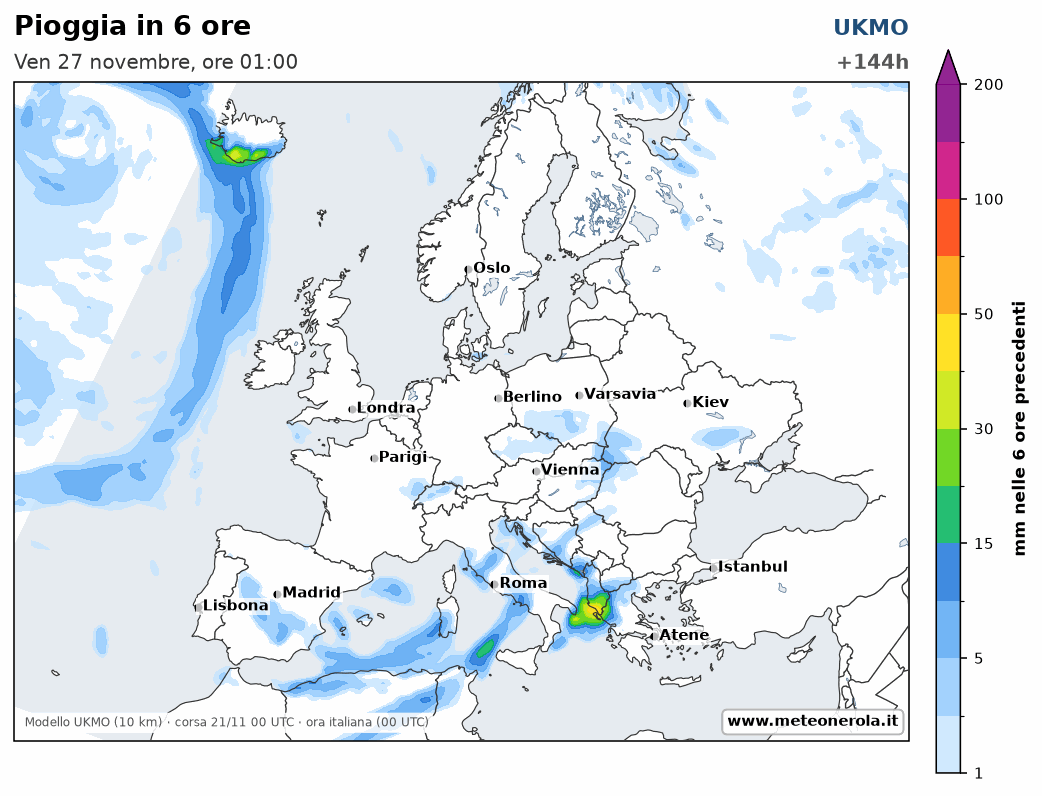 Pioggia in 6 ore
UKMO
Ven 27 novembre, ore 01:00
+144h
200
100
50
30
15
5
1
mm nelle 6 ore precedenti
Oslo
Berlino
Varsavia
Kiev
Londra
Parigi
Vienna
Istanbul
Roma
Madrid
Lisbona
Atene
Modello UKMO (10 km) · corsa 21/11 00 UTC · ora italiana (00 UTC)
www.meteonerola.it